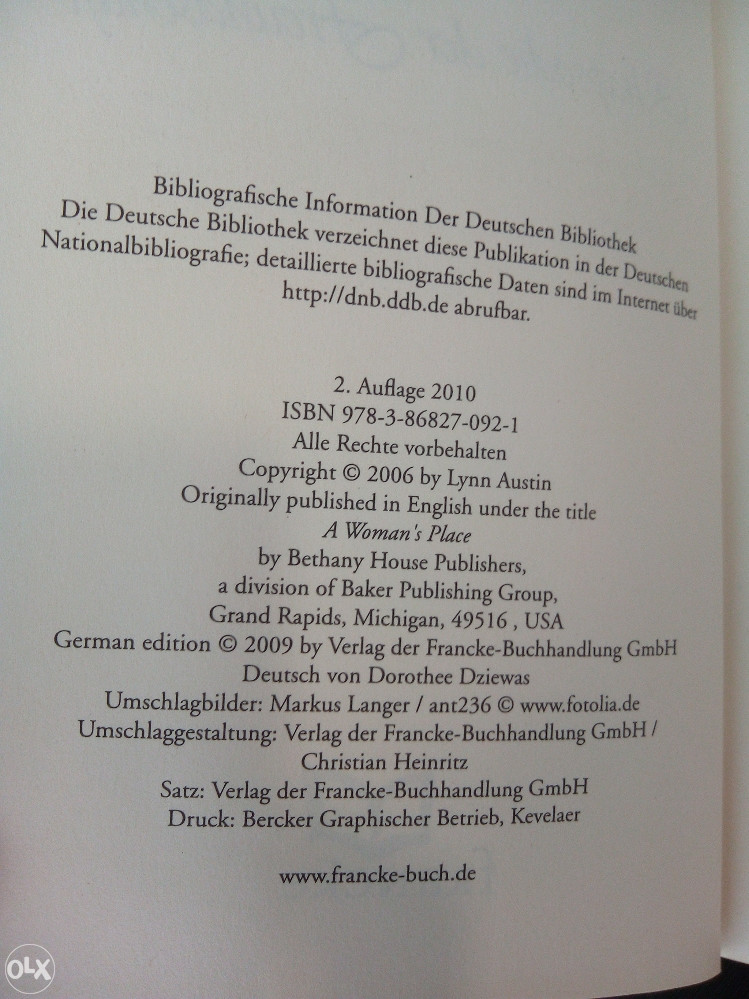 Bibliografische Information Der Deutschen Bibliothek
Die Deutsche Bibliothek verzeichnet diese Publikation in der Deutschen
Nationalbibliografie; detaillierte bibliografische Daten sind im Internet über
http://dnb.ddb.de abrufbar.
2. Auflage 2010
ISBN 978-3-86827-092-1
Alle Rechte vorbehalten
Copyright © 2006 by Lynn Austin
Originally published in English under the title
A Woman's Place
by Bethany House Publishers,
a division of Baker Publishing Group,
Grand Rapids, Michigan, 49516 , USA
German edition © 2009 by Verlag der Francke-Buchhandlung GmbH
Deutsch von Dorothee Dziewas
Umschlagbilder: Markus Langer / ant236 © www.fotolia.de
Umschlaggestaltung: Verlag der Francke-Buchhandlung GmbH /
Christian Heinritz
Satz: Verlag der Francke-Buchhandlung GmbH
Druck: Bercker Graphischer Betrieb, Kevelaer
www.francke-buch.de
OLX